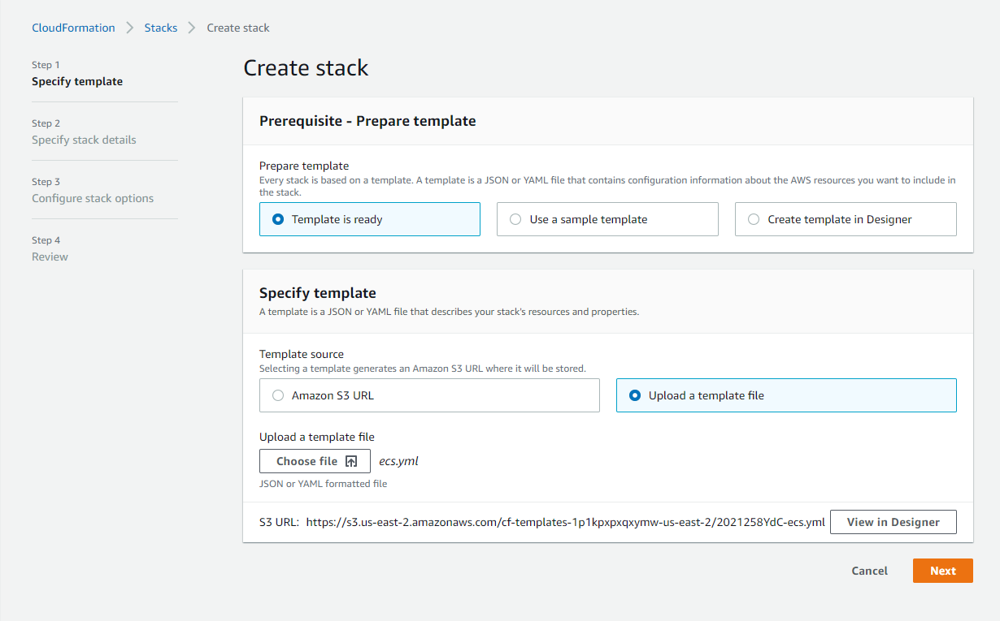 CloudFormation > Stacks > Create stack
Step 1
Specify template
Step 2
Specify stack details
Step 3
Configure stack options
Step 4
Review
Create stack
Prerequisite - Prepare template
Prepare template
Every stack is based on a template. A template is a JSON or YAML file that contains configuration information about the AWS resources you want to include in
the stack.
Template is ready
Use a sample template
Create template in Designer
Specify template
A template is a JSON or YAML file that describes your stack's resources and properties.
Template source
Selecting a template generates an Amazon S3 URL where it will be stored.
Amazon S3 URL
Upload a template file
Upload a template file
Choose file
ecs.yml
JSON or YAML formatted file
S3 URL: https://s3.us-east-2.amazonaws.com/cf-templates-1p1kpxpxqxymw-us-east-2/2021258YdC-ecs.yml
View in Designer
Cancel
Next